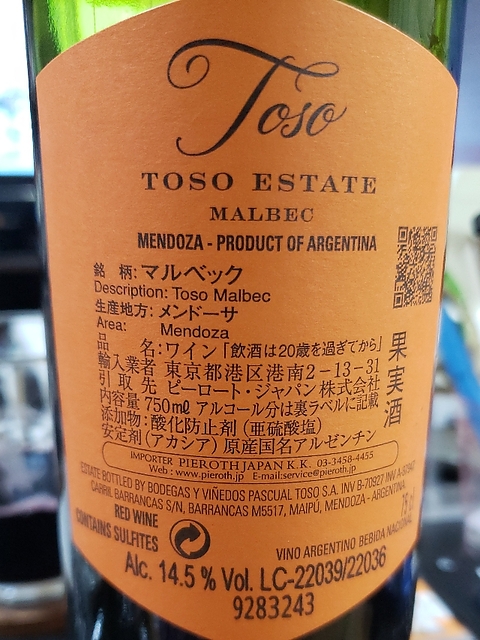 Toso
TOSO ESTATE
MALBEC
MENDOZA - PRODUCT OF ARGENTINA
銘 柄:マルベック
Description: Toso Malbec
生産地方:メンドーサ
Area: Mendoza
品 名:ワイン「飲酒は20歳を過ぎてから」
輸入業者 東京都港区港南2-13-31
引 取 先 ピーロート・ジャパン株式会社
内容量 750mℓ アルコール分は裏ラベルに記載
添加物:酸化防止剤(亜硫酸塩)
安定剤(アカシア) 原産国名アルゼンチン
果実酒
IMPORTER PIEROTH JAPAN K.K. 03-3458-4455
Web : www.pieroth.jp E-mail:service@pieroth.jp
ESTATE BOTTLED BY BODEGAS Y VIÑEDOS PASCUAL TOSO S.A. INV B-70927 INV
CARRIL BARRANCAS S/N, BARRANCAS M5517, MAIPÚ, MENDOZA - ARGENTINA.
RED WINE
CONTAINS SULFITES
75 cl
VINO ARGENTINO BEBIDA NACIONAL
Alc. 14.5 % Vol. LC-22039/22036
9283243